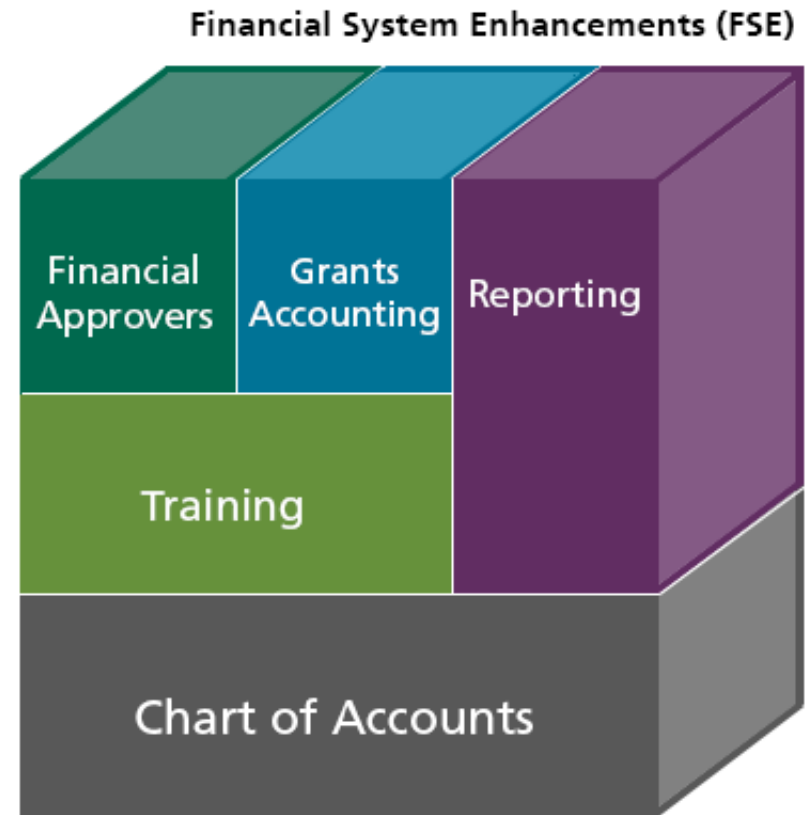 Financial System Enhancements (FSE)
Financial
Approvers
Grants
Accounting
Reporting
Training
Chart of Accounts